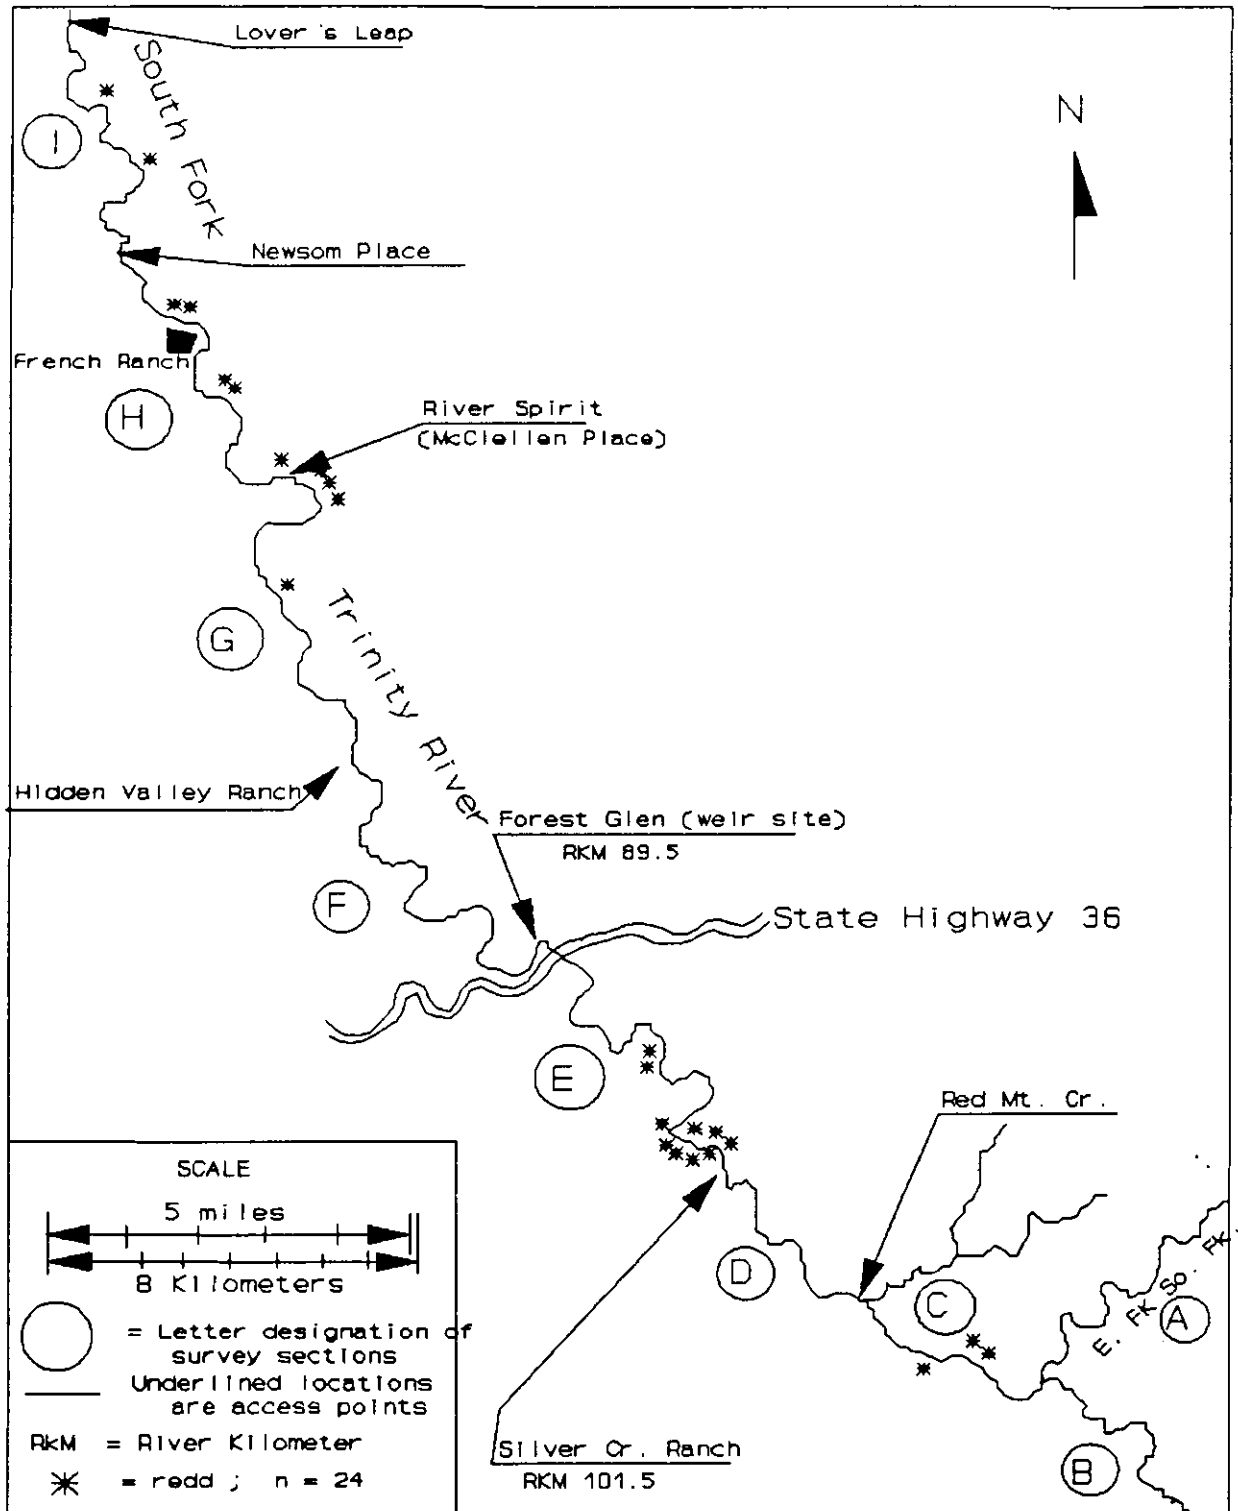 Lover's Leap
South Fork
N
I
Newsom Place
French Ranch
H
River Spirit
(McClellen Place)
G
Trinity River
Hidden Valley Ranch
Forest Glen (weir site)
RKM 89.5
F
State Highway 36
E
Red Mt. Cr.
D
C
E. FK So. FK.
A
B
Silver Cr. Ranch
RKM 101.5
SCALE
5 miles
8 Kilometers
= Letter designation of
survey sections
Underlined locations
are access points
RKM = River Kilometer
= redd ; n = 24